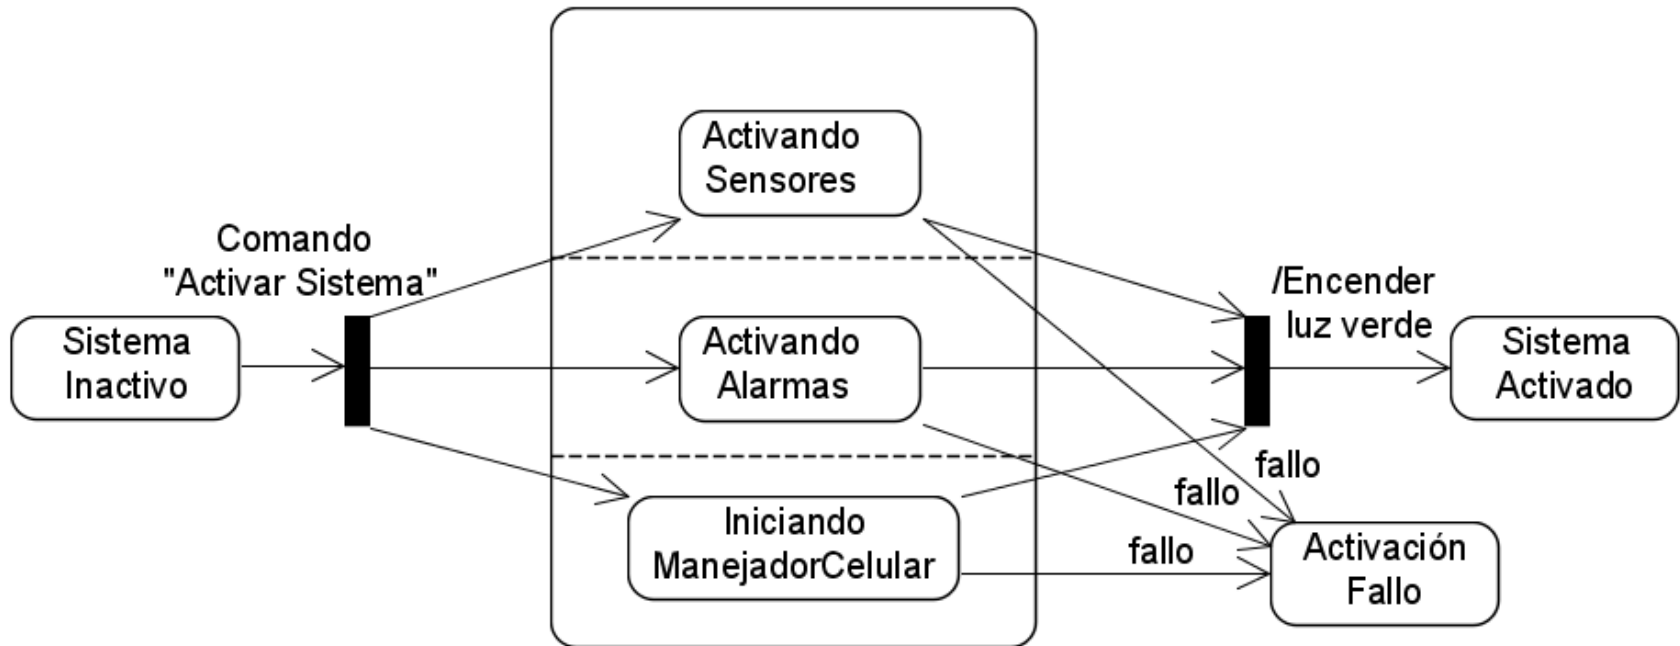 Activando
Sensores
Comando
"Activar Sistema"
/Encender
luz verde
Sistema
Inactivo
Activando
Alarmas
Sistema
Activado
fallo
fallo
fallo
Iniciando
ManejadorCelular
Activación
Fallo